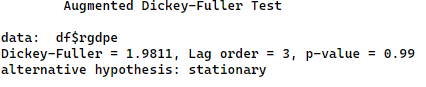 Augmented Dickey-Fuller Test
data: df$rgdpe
Dickey-Fuller = 1.9811, Lag order = 3, p-value = 0.99
alternative hypothesis: stationary